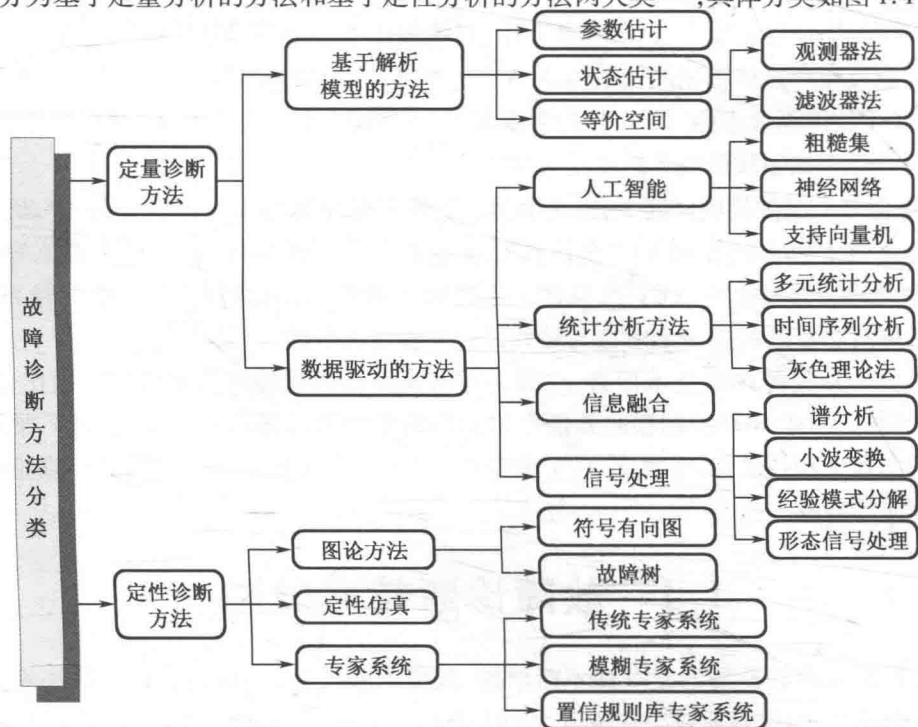 分为基于定量分析的方法和基于定性分析的方法两大类 ,具体分类如图1.4
故障诊断方法分类
定量诊断
方法
基于解析
模型的方法
参数估计
状态估计
等价空间
观测器法
滤波器法
数据驱动的方法
人工智能
粗糙集
神经网络
支持向量机
统计分析方法
多元统计分析
时间序列分析
灰色理论法
信息融合
信号处理
谱分析
小波变换
经验模式分解
形态信号处理
定性诊断
方法
图论方法
符号有向图
故障树
定性仿真
专家系统
传统专家系统
模糊专家系统
置信规则库专家系统